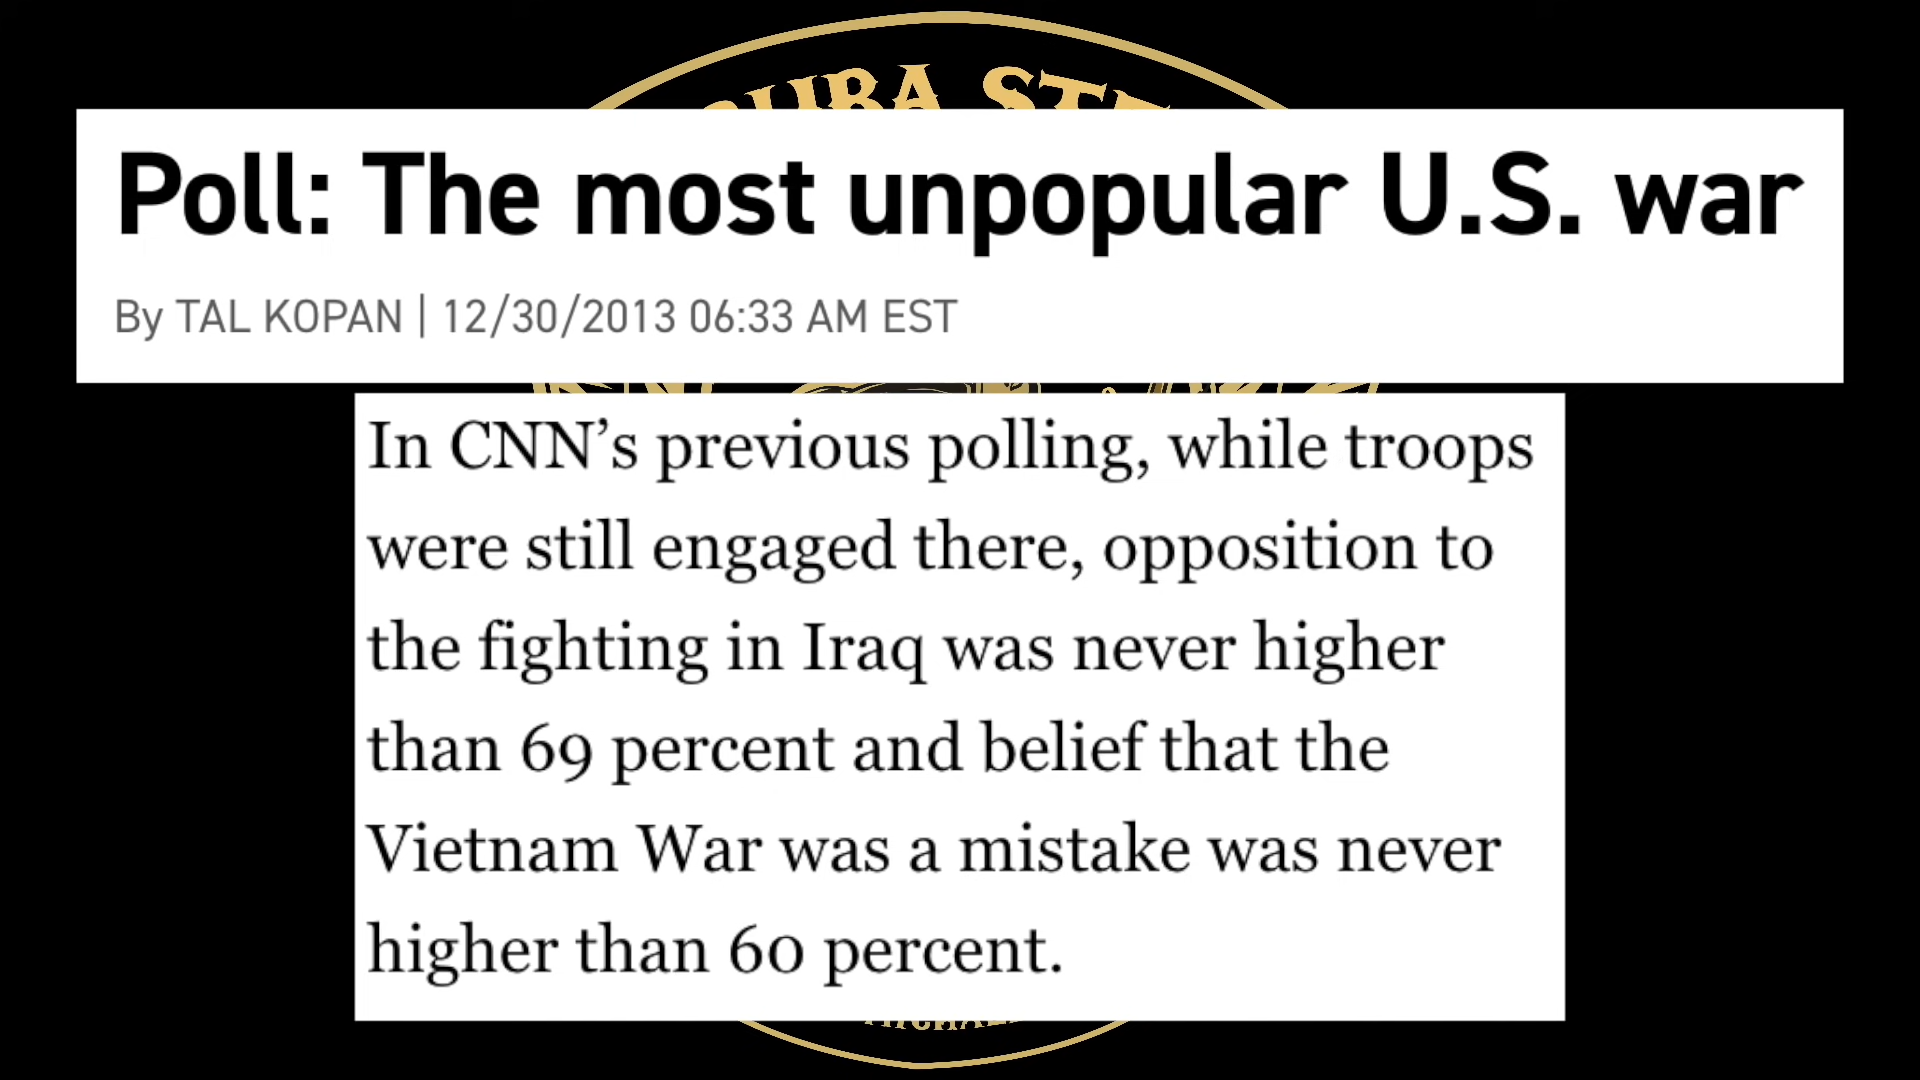 Poll: The most unpopular U.S. war
By TAL KOPAN | 12/30/2013 06:33 AM EST
In CNN’s previous polling, while troops
were still engaged there, opposition to
the fighting in Iraq was never higher
than 69 percent and belief that the
Vietnam War was a mistake was never
higher than 60 percent.